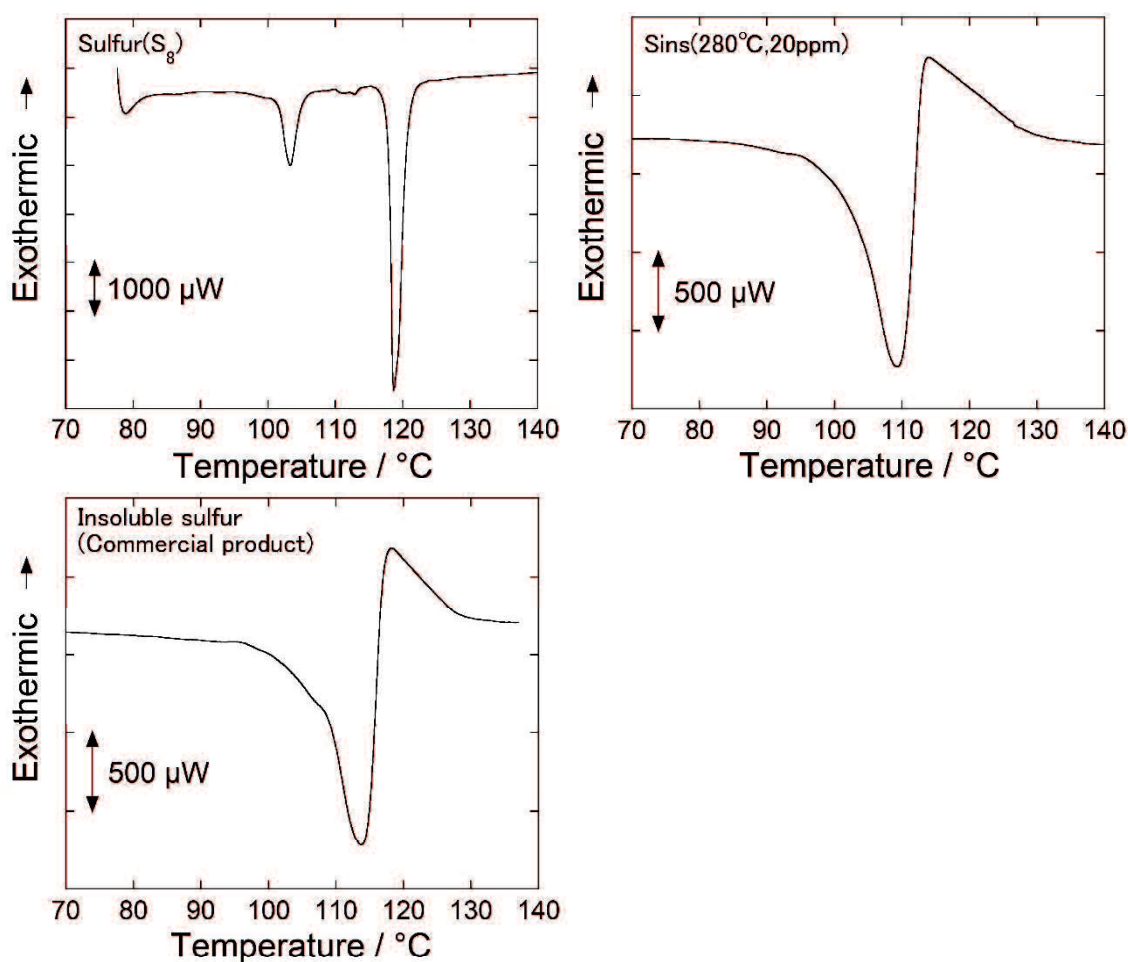 Sulfur(S8)
Exothermic →
1000 µW
70 80 90 100 110 120 130 140
Temperature / °C
Sins(280℃,20ppm)
Exothermic →
500 µW
70 80 90 100 110 120 130 140
Temperature / °C
Insoluble sulfur
(Commercial product)
Exothermic →
500 µW
70 80 90 100 110 120 130 140
Temperature / °C